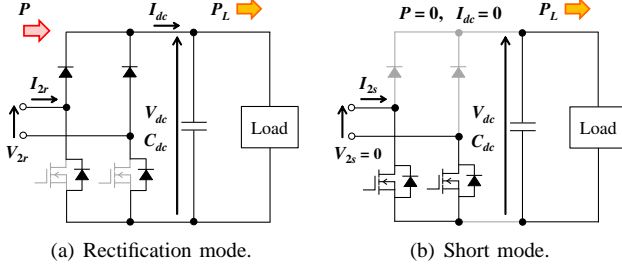 P I_dc P_L
I_2r
V_dc
Load
C_dc
V_2r
(a) Rectification mode.
P = 0, I_dc = 0 P_L
I_2s
V_dc
Load
C_dc
V_2s = 0
(b) Short mode.